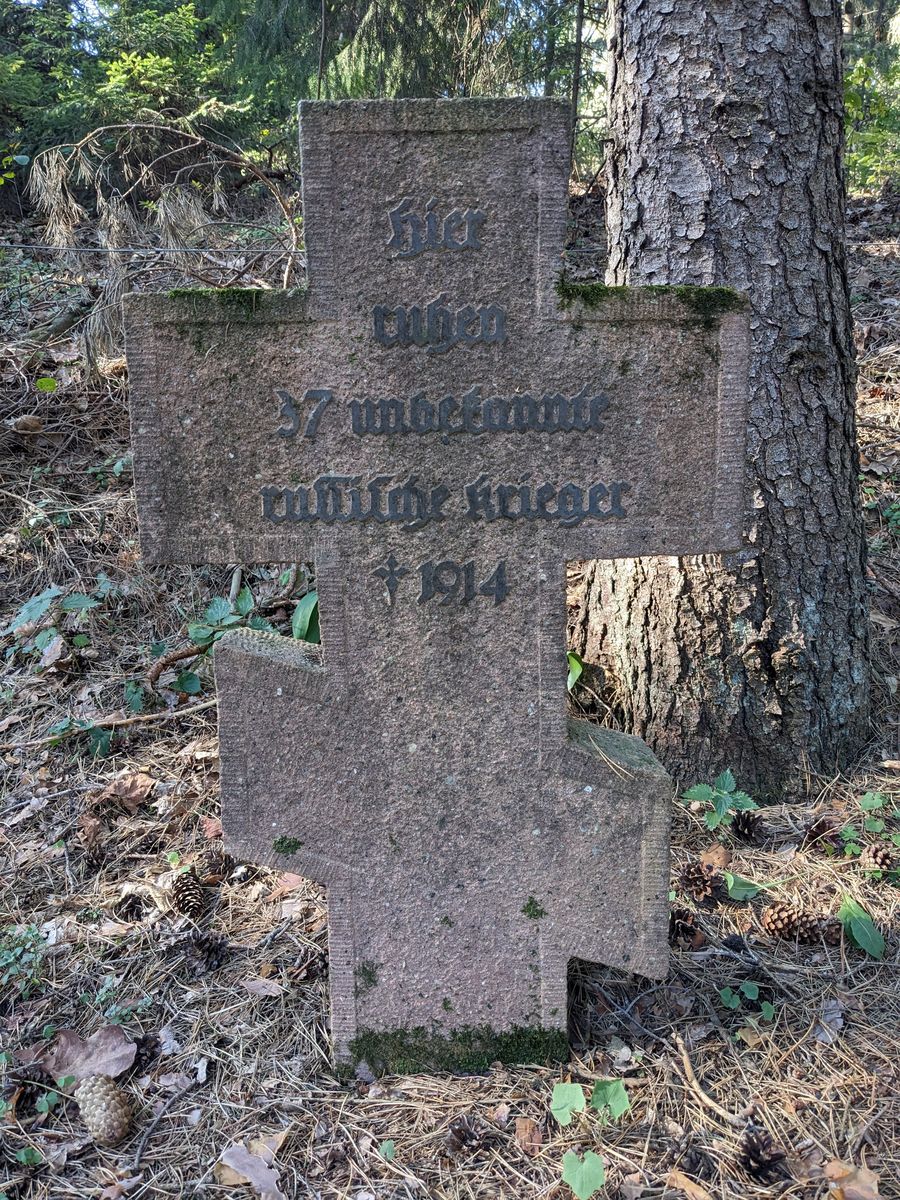 Hier
ruhen
37 unbekannte
russische Krieger
† 1914